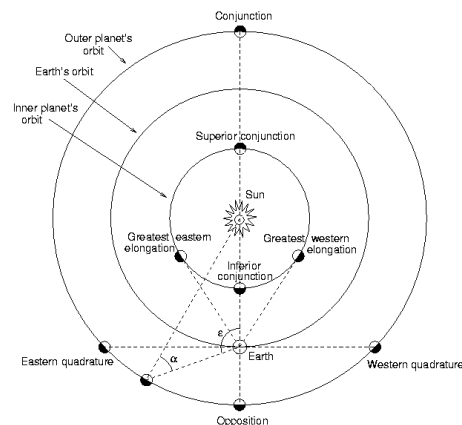 Conjunction
Outer planet's
orbit
Earth's orbit
Inner planet's
orbit
Superior conjunction
Sun
Greatest eastern
elongation
Greatest western
elongation
Inferior
conjunction
ε
Earth
α
Eastern quadrature
Western quadrature
Opposition